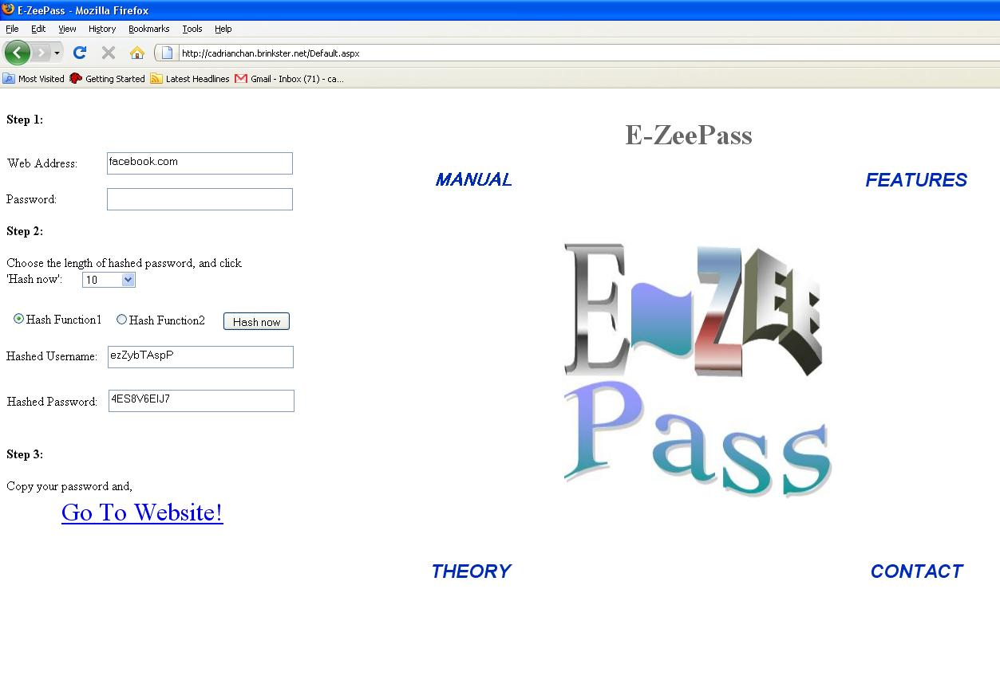 E-ZeePass - Mozilla Firefox
File Edit View History Bookmarks Tools Help
http://cadrianchan.brinkster.net/Default.aspx
Most Visited Getting Started Latest Headlines Gmail - Inbox (71) - ca...
Step 1:
Web Address: facebook.com
Password:
Step 2:
Choose the length of hashed password, and click
'Hash now': 10
Hash Function1 Hash Function2 Hash now
Hashed Username: ezZybTAspP
Hashed Password: 4ES8V6EIJ7
Step 3:
Copy your password and,
Go To Website!
E-ZeePass
MANUAL FEATURES
E~ZEE
Pass
THEORY CONTACT